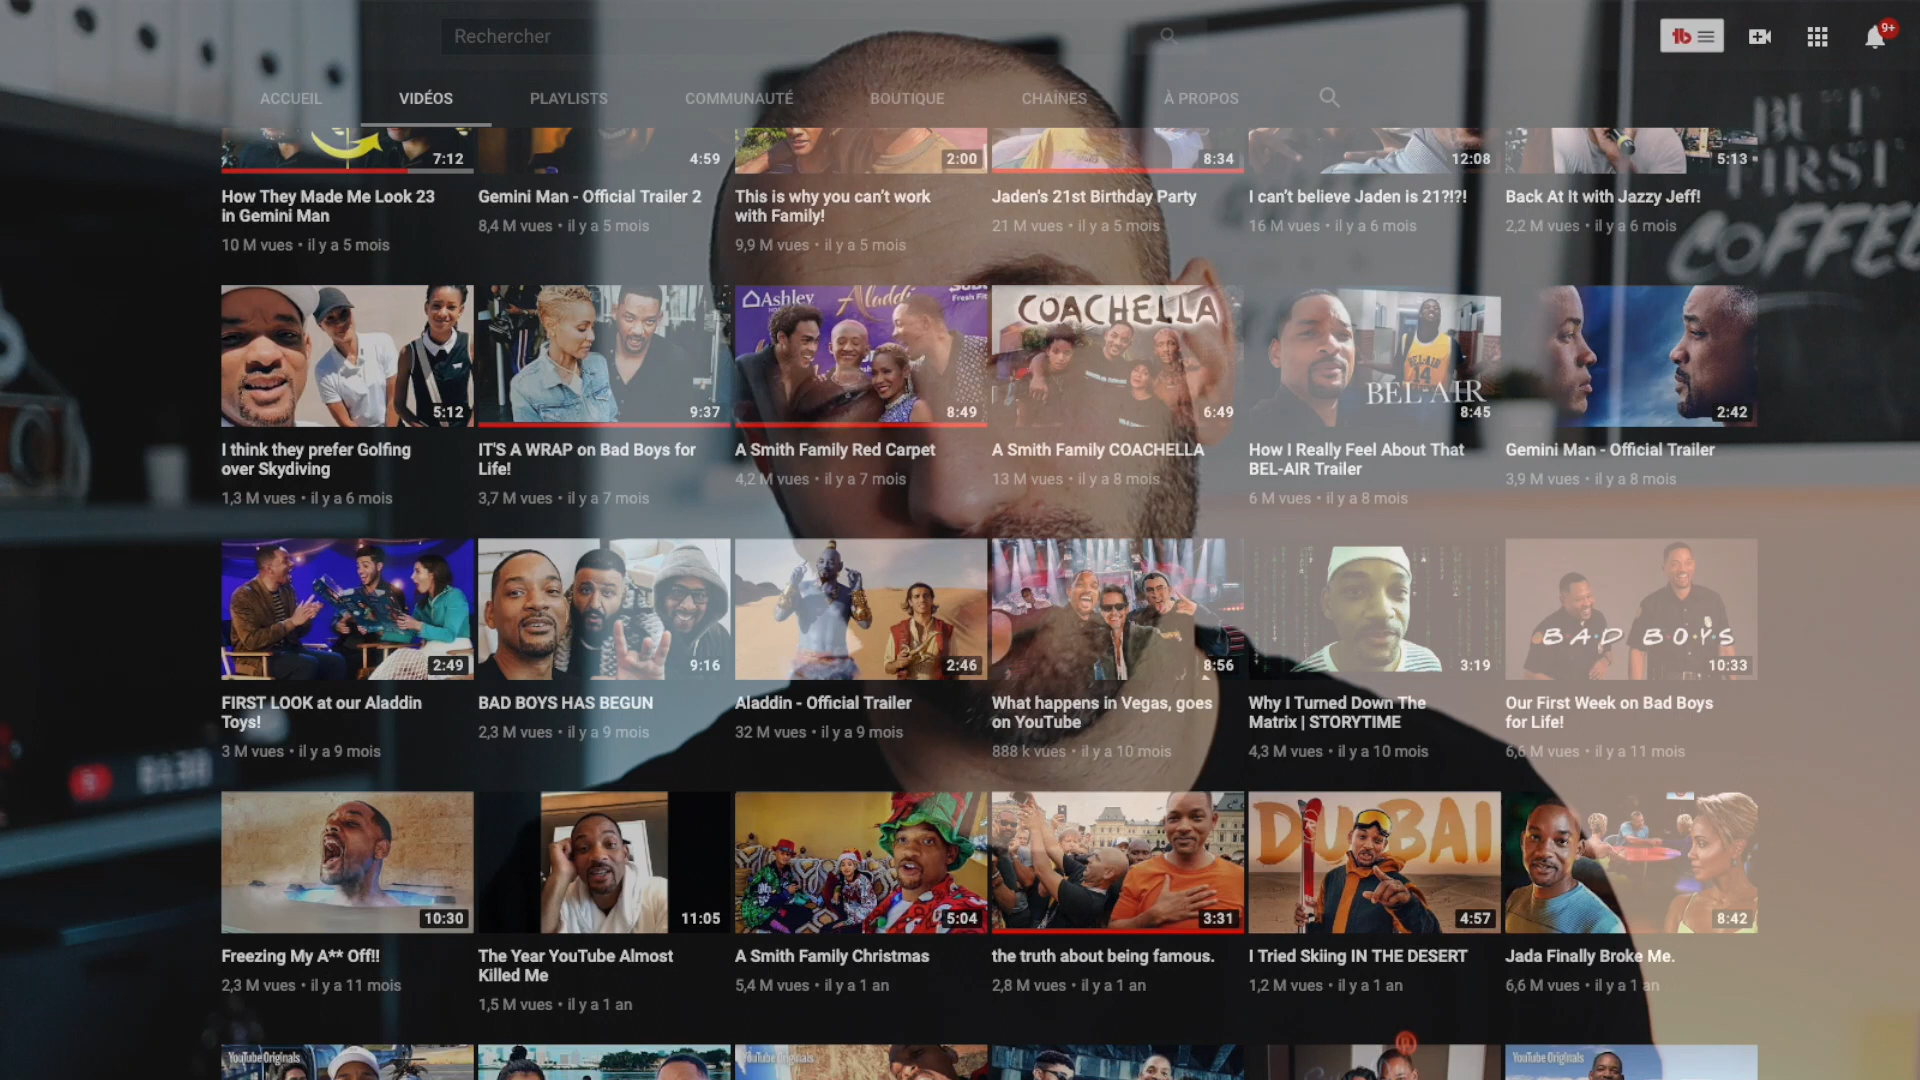 Rechercher
9+
ACCUEIL VIDÉOS PLAYLISTS COMMUNAUTÉ BOUTIQUE CHAÎNES À PROPOS
BUT
FIRST
COFFEE
7:12 4:59 2:00 8:34 12:08 5:13
How They Made Me Look 23
in Gemini Man
10 M vues • il y a 5 mois
Gemini Man - Official Trailer 2
8,4 M vues • il y a 5 mois
This is why you can't work
with Family!
9,9 M vues • il y a 5 mois
Jaden's 21st Birthday Party
21 M vues • il y a 5 mois
I can't believe Jaden is 21?!?!
16 M vues • il y a 6 mois
Back At It with Jazzy Jeff!
2,2 M vues • il y a 6 mois
Ashley
Aladdi
Fresh Fit
COACHELLA
BEL-AIR
14
BEL-AIR
5:12 9:37 8:49 6:49 8:45 2:42
I think they prefer Golfing
over Skydiving
1,3 M vues • il y a 6 mois
IT'S A WRAP on Bad Boys for
Life!
3,7 M vues • il y a 7 mois
A Smith Family Red Carpet
4,2 M vues • il y a 7 mois
A Smith Family COACHELLA
13 M vues • il y a 8 mois
How I Really Feel About That
BEL-AIR Trailer
6 M vues • il y a 8 mois
Gemini Man - Official Trailer
3,9 M vues • il y a 8 mois
BAD BOYS
2:49 9:16 2:46 8:56 3:19 10:33
FIRST LOOK at our Aladdin
Toys!
3 M vues • il y a 9 mois
BAD BOYS HAS BEGUN
2,3 M vues • il y a 9 mois
Aladdin - Official Trailer
32 M vues • il y a 9 mois
What happens in Vegas, goes
on YouTube
888 k vues • il y a 10 mois
Why I Turned Down The
Matrix | STORYTIME
4,3 M vues • il y a 10 mois
Our First Week on Bad Boys
for Life!
6,6 M vues • il y a 11 mois
DUBAI
10:30 11:05 5:04 3:31 4:57 8:42
Freezing My A** Off!!
2,3 M vues • il y a 11 mois
The Year YouTube Almost
Killed Me
1,5 M vues • il y a 1 an
A Smith Family Christmas
5,4 M vues • il y a 1 an
the truth about being famous.
2,8 M vues • il y a 1 an
I Tried Skiing IN THE DESERT
1,2 M vues • il y a 1 an
Jada Finally Broke Me.
6,6 M vues • il y a 1 an
YouTube Originals YouTube Originals YouTube Originals